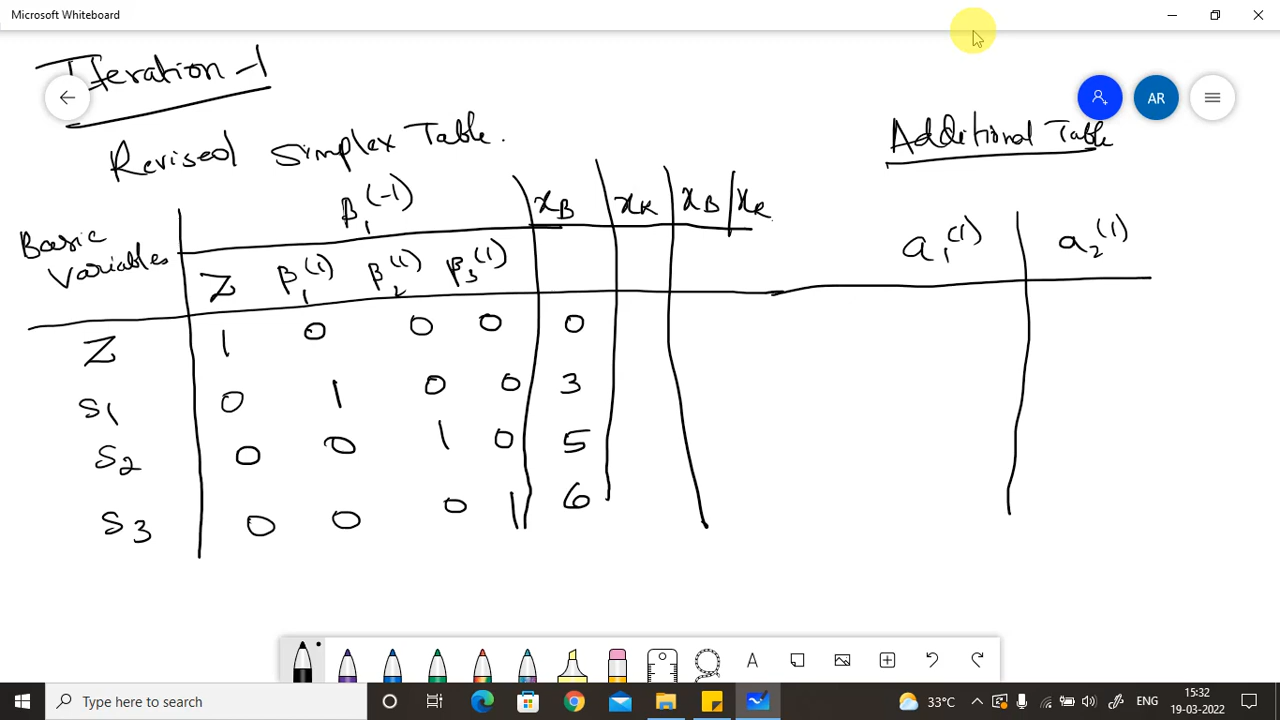 Microsoft Whiteboard
Iteration -1
AR
Revised Simplex Table.
Additional Table
Basic Variables
β₁⁽⁻¹⁾ xB xK xB/xK
Z β₁⁽¹⁾ β₂⁽¹⁾ β₃⁽¹⁾
a₁⁽¹⁾ a₂⁽¹⁾
Z 1 0 0 0 0
S1 0 1 0 0 3
S2 0 0 1 0 5
S3 0 0 0 1 6
A
Type here to search
33°C
ENG
15:32
19-03-2022